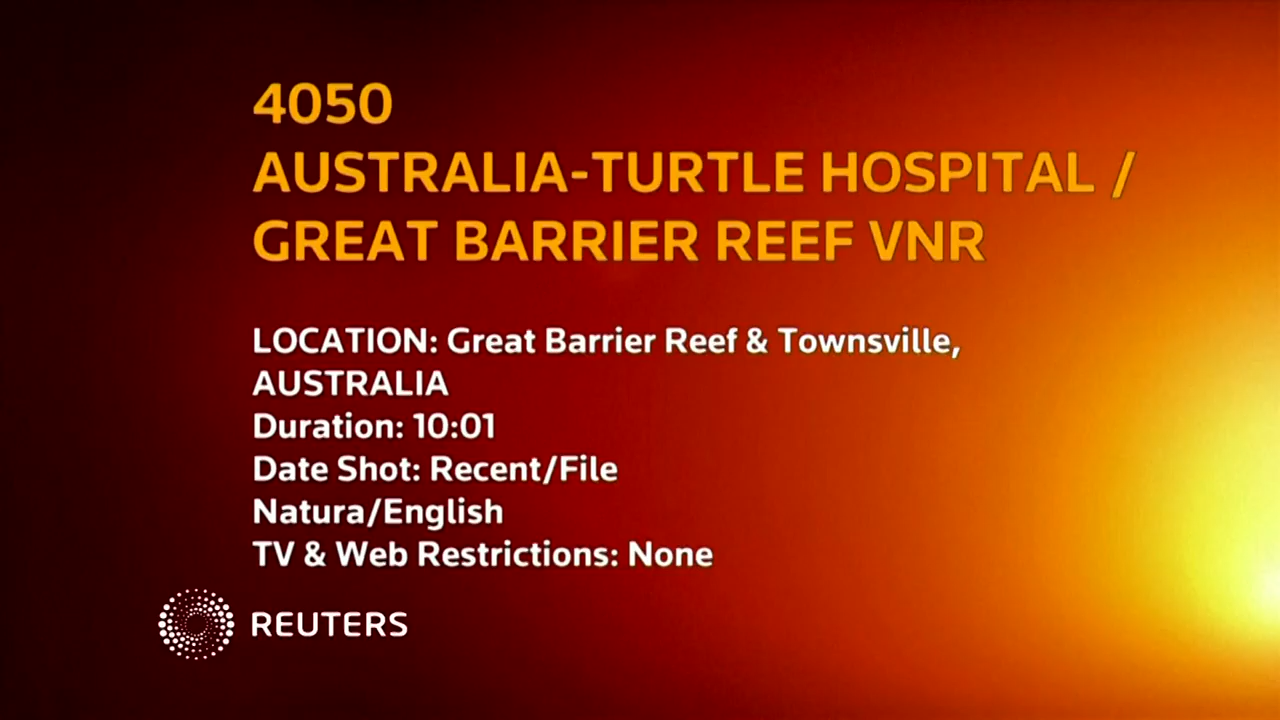 4050
AUSTRALIA-TURTLE HOSPITAL /
GREAT BARRIER REEF VNR
LOCATION: Great Barrier Reef & Townsville,
AUSTRALIA
Duration: 10:01
Date Shot: Recent/File
Natura/English
TV & Web Restrictions: None
REUTERS